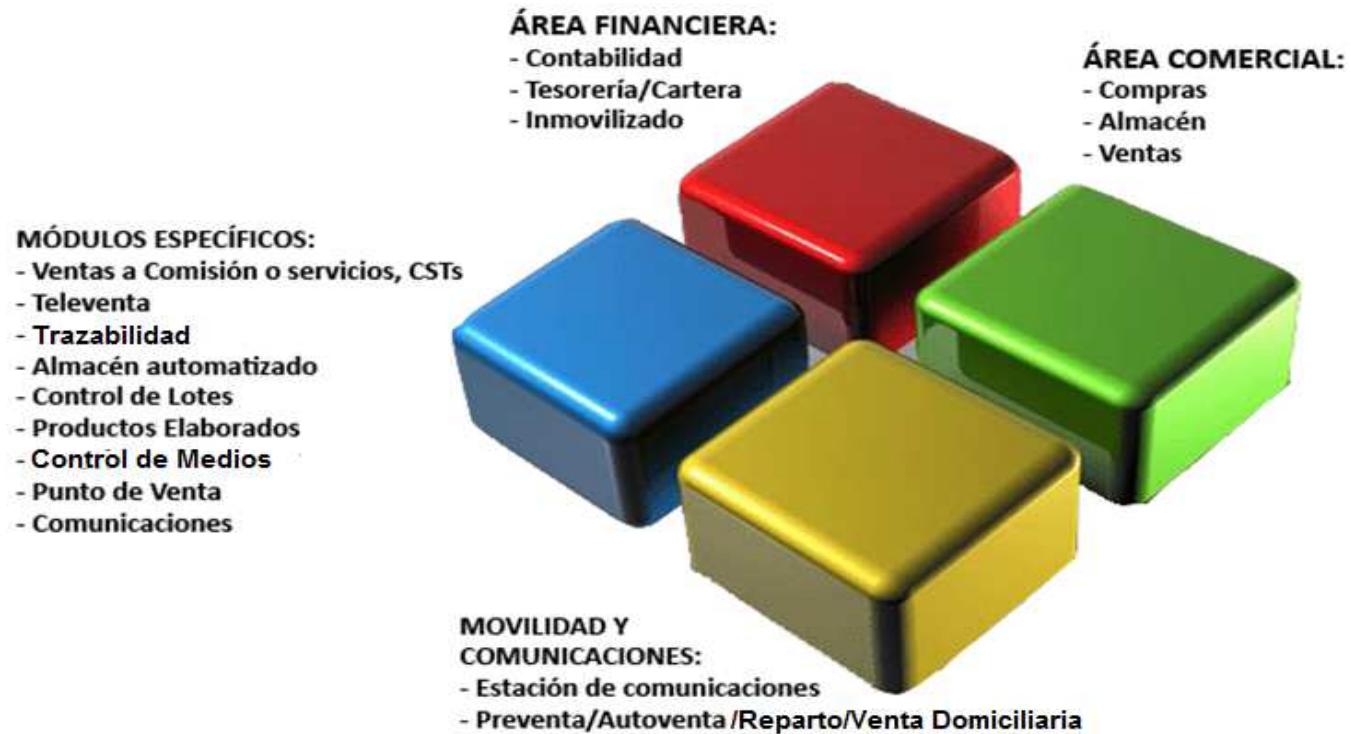 ÁREA FINANCIERA:
- Contabilidad
- Tesorería/Cartera
- Inmovilizado
ÁREA COMERCIAL:
- Compras
- Almacén
- Ventas
MÓDULOS ESPECÍFICOS:
- Ventas a Comisión o servicios, CSTs
- Televenta
- Trazabilidad
- Almacén automatizado
- Control de Lotes
- Productos Elaborados
- Control de Medios
- Punto de Venta
- Comunicaciones
MOVILIDAD Y
COMUNICACIONES:
- Estación de comunicaciones
- Preventa/Autoventa /Reparto/Venta Domiciliaria